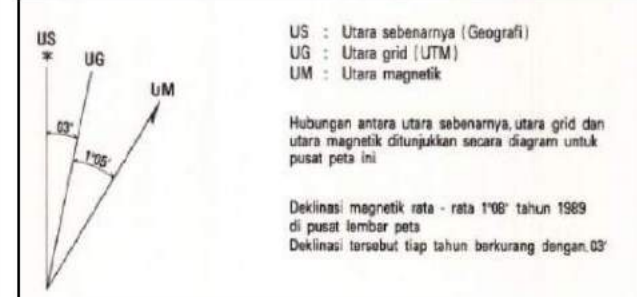 US
*
UG
UM
03'
1°05'
US : Utara sebenarnya (Geografi)
UG : Utara grid (UTM)
UM : Utara magnetik
Hubungan antara utara sebenarnya, utara grid dan
utara magnetik ditunjukkan secara diagram untuk
pusat peta ini
Deklinasi magnetik rata - rata 1°08' tahun 1989
di pusat lembar peta
Deklinasi tersebut tiap tahun berkurang dengan 03'